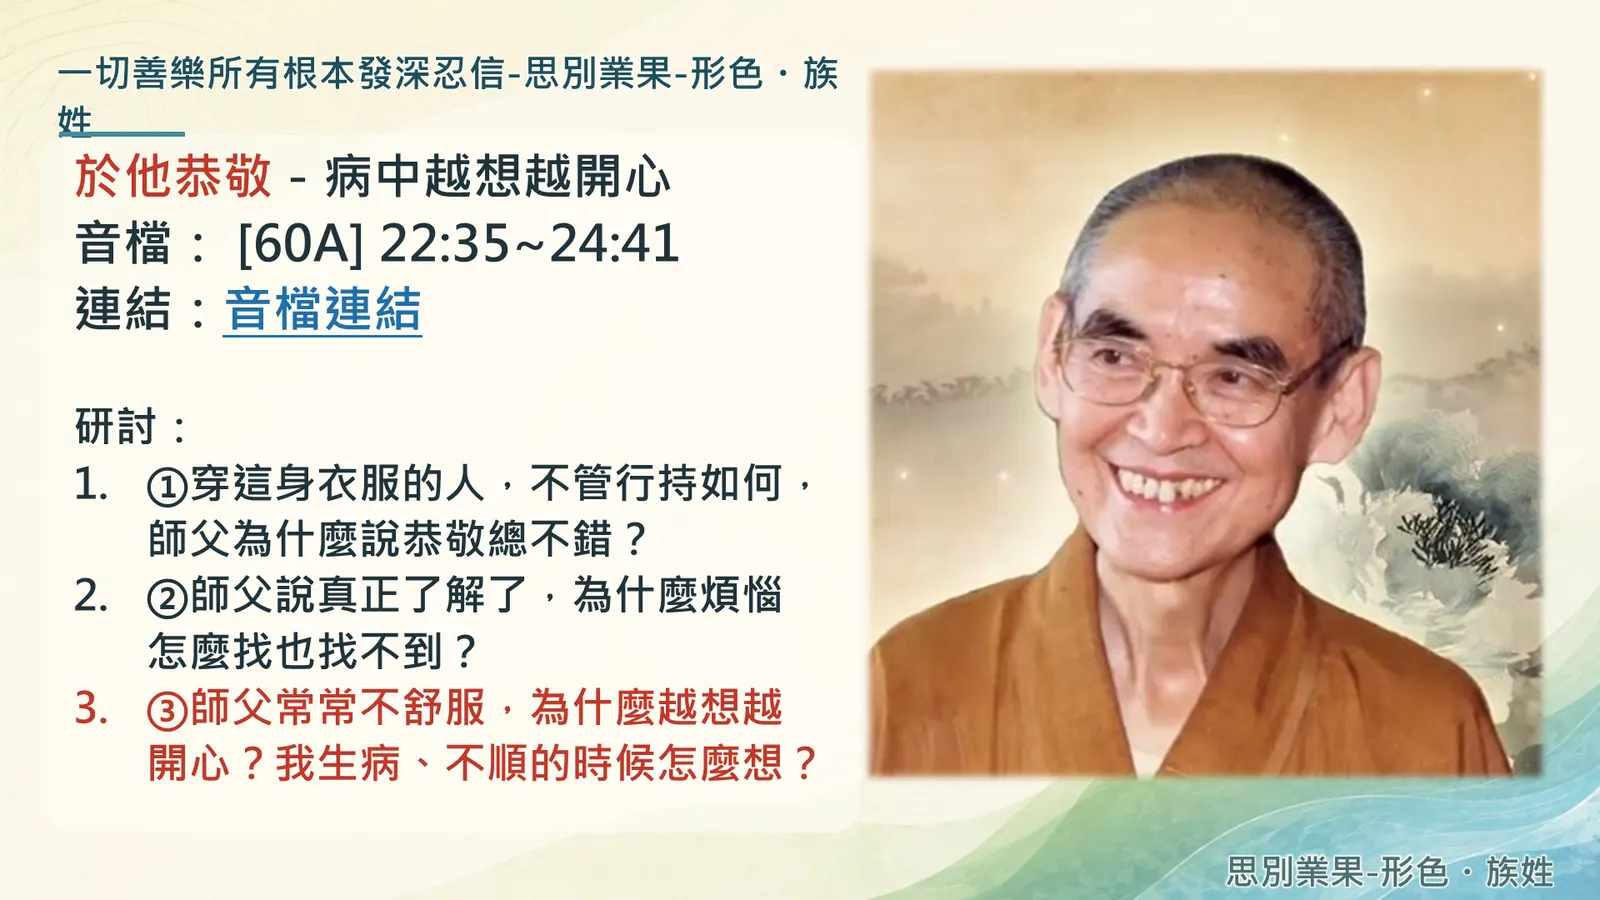 一切善樂所有根本發深忍信-思別業果-形色．族
姓
於他恭敬 - 病中越想越開心
音檔： [60A] 22:35~24:41
連結：音檔連結
研討：
1. ①穿這身衣服的人，不管行持如何，
師父為什麼說恭敬總不錯？
2. ②師父說真正了解了，為什麼煩惱
怎麼找也找不到？
3. ③師父常常不舒服，為什麼越想越
開心？我生病、不順的時候怎麼想？
思別業果-形色．族姓